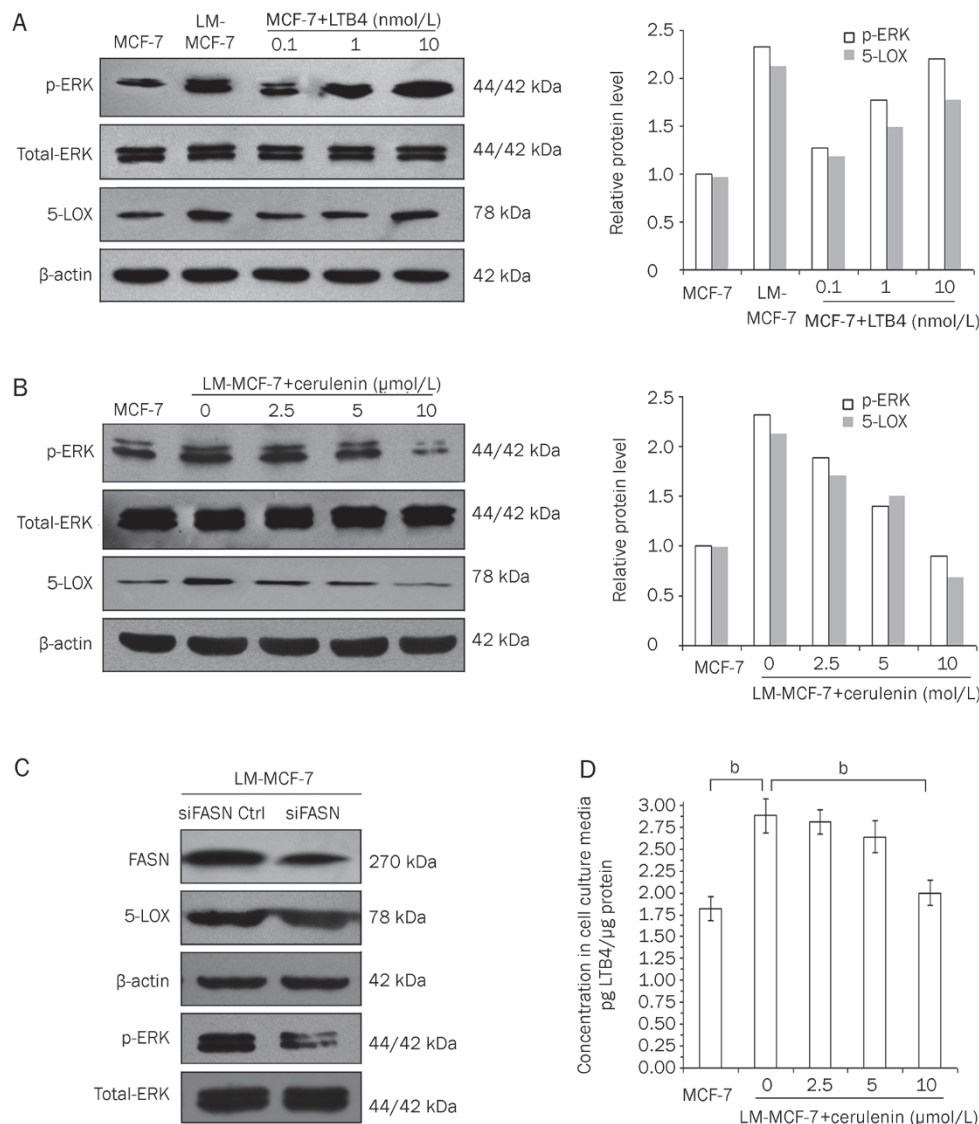 A
MCF-7
LM-
MCF-7
MCF-7+LTB4 (nmol/L)
0.1 1 10
p-ERK
44/42 kDa
Total-ERK
44/42 kDa
5-LOX
78 kDa
β-actin
42 kDa
p-ERK
5-LOX
Relative protein level
2.5
2.0
1.5
1.0
2.5
0
MCF-7
LM-
MCF-7
0.1 1 10
MCF-7+LTB4 (nmol/L)
B
LM-MCF-7+cerulenin (μmol/L)
MCF-7 0 2.5 5 10
p-ERK
44/42 kDa
Total-ERK
44/42 kDa
5-LOX
78 kDa
β-actin
42 kDa
p-ERK
5-LOX
Relative protein level
2.5
2.0
1.5
1.0
2.5
0
MCF-7 0 2.5 5 10
LM-MCF-7+cerulenin (mol/L)
C
LM-MCF-7
siFASN Ctrl siFASN
FASN
270 kDa
5-LOX
78 kDa
β-actin
42 kDa
p-ERK
44/42 kDa
Total-ERK
44/42 kDa
D
b b
Concentration in cell culture media
pg LTB4/μg protein
3.00
2.75
2.50
2.25
2.00
1.75
1.50
1.25
1.00
0.75
0.50
0.25
0.00
MCF-7 0 2.5 5 10
LM-MCF-7+cerulenin (μmol/L)